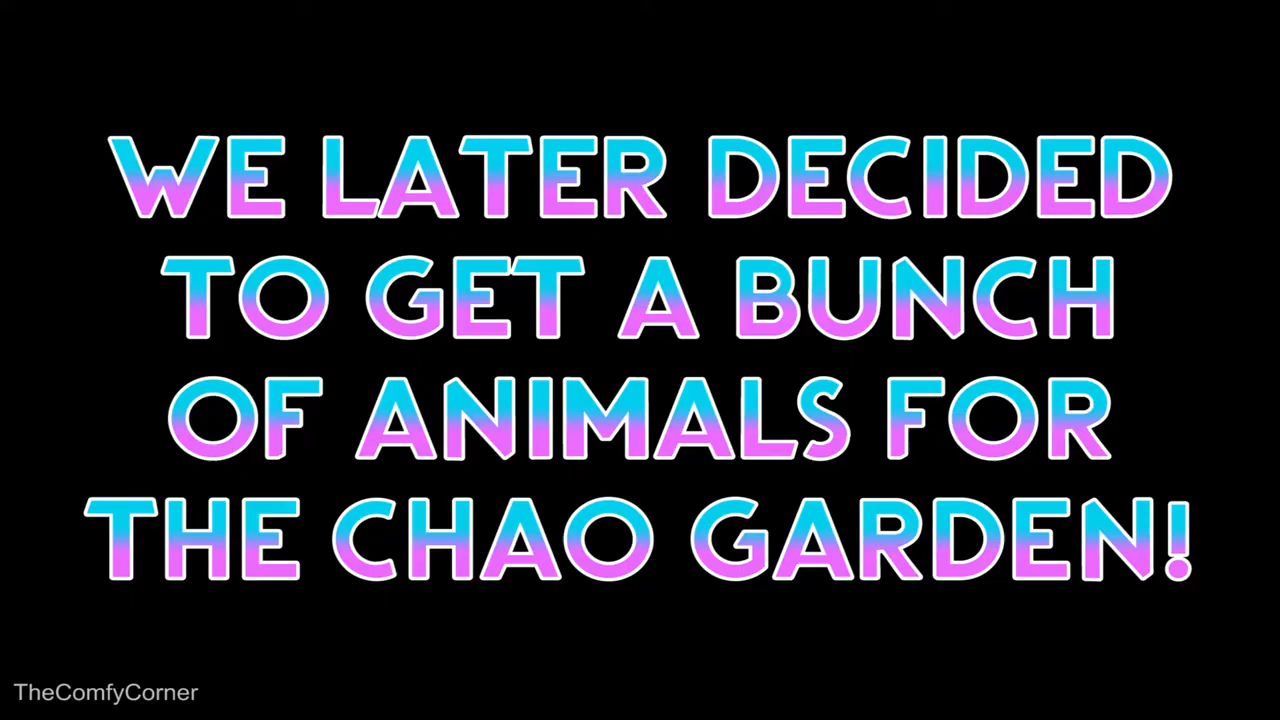 WE LATER DECIDED
TO GET A BUNCH
OF ANIMALS FOR
THE CHAO GARDEN!
TheComfyCorner